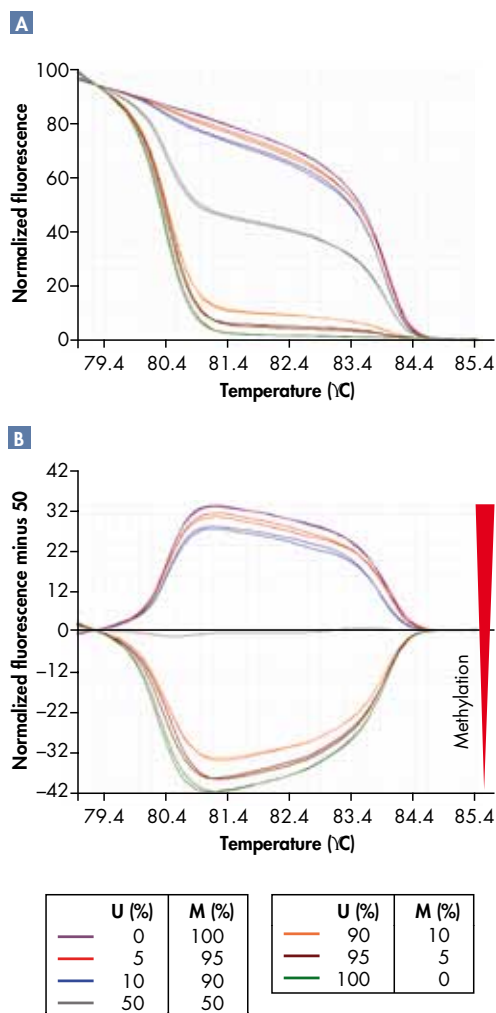 A
100
80
60
40
20
0
Normalized fluorescence
79.4 80.4 81.4 82.4 83.4 84.4 85.4
Temperature (ℸC)
B
42
32
22
12
0
−12
−22
−32
−42
Normalized fluorescence minus 50
Methylation
79.4 80.4 81.4 82.4 83.4 84.4 85.4
Temperature (ℸC)
U (%) M (%)
0 100
5 95
10 90
50 50
U (%) M (%)
90 10
95 5
100 0